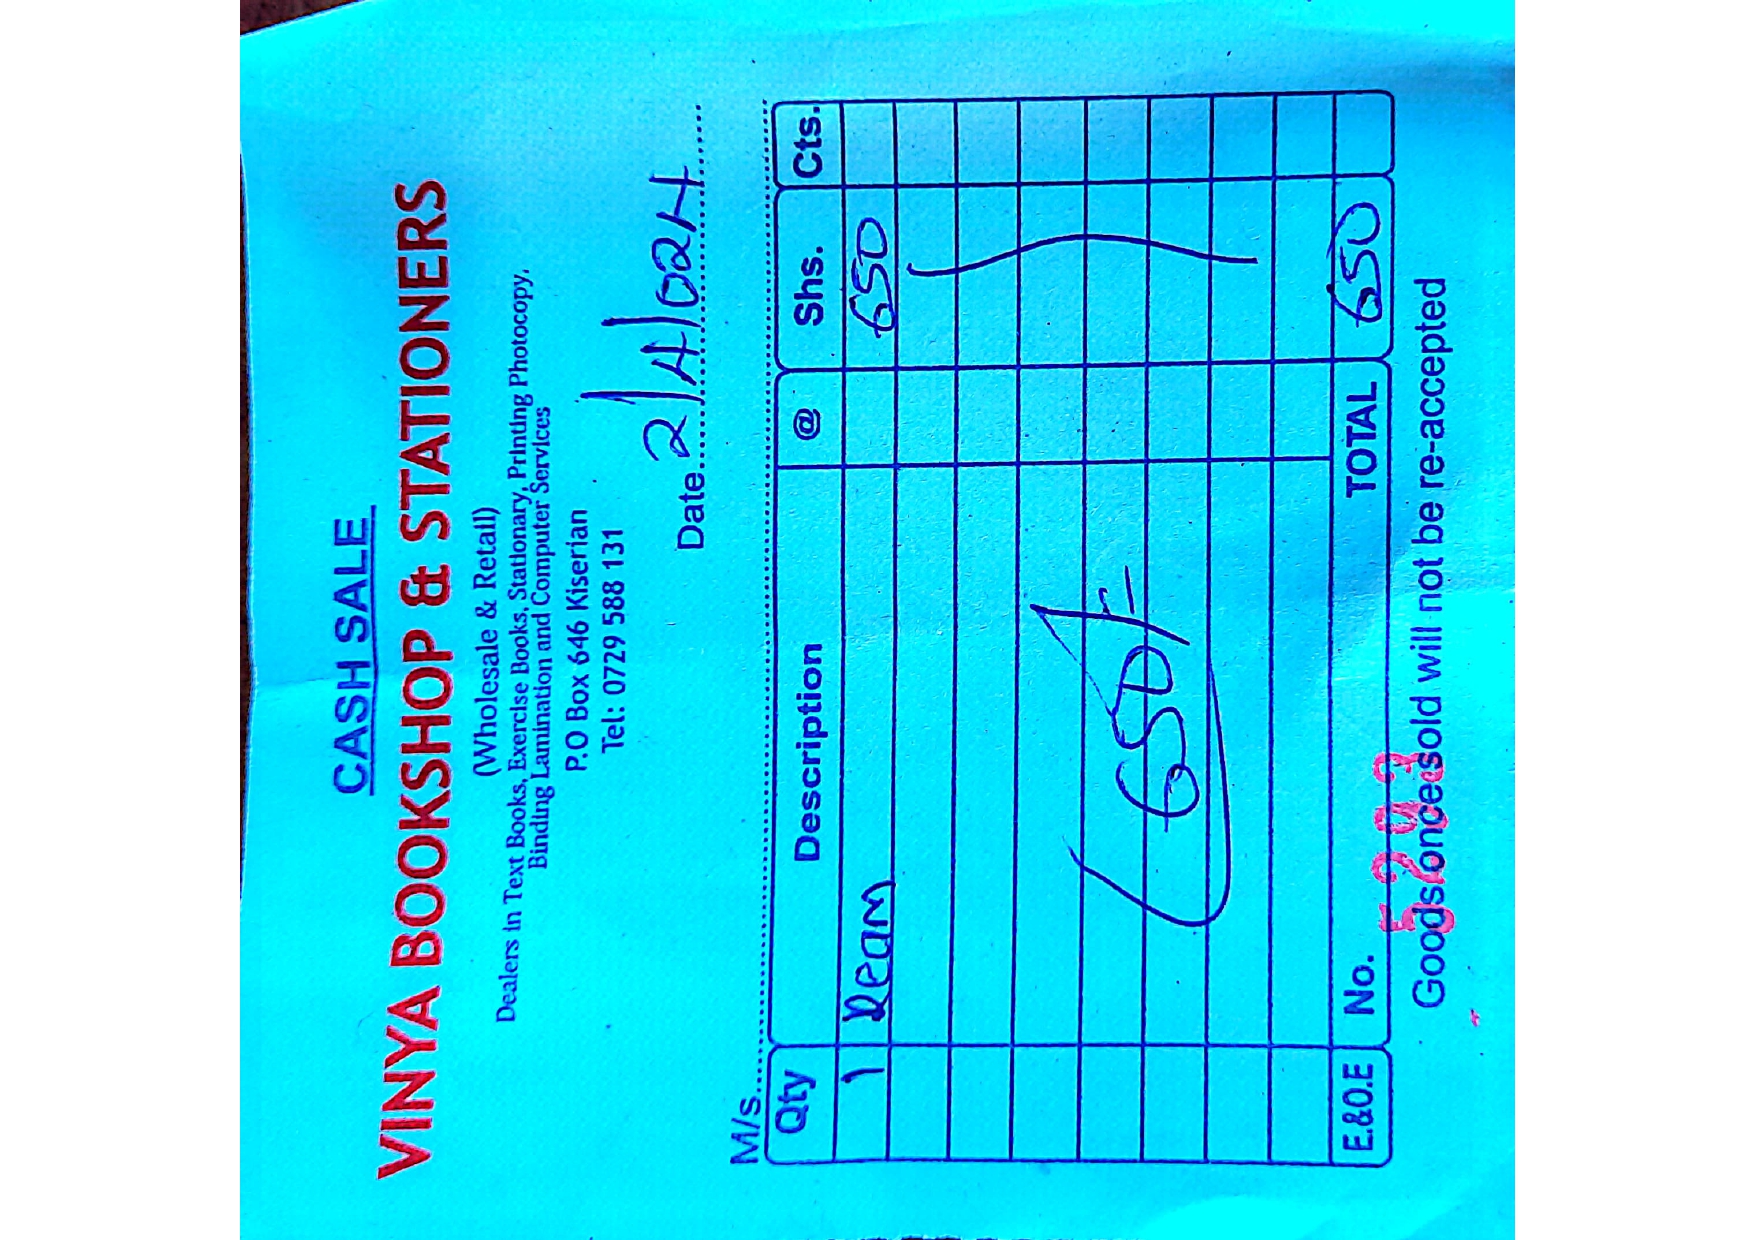 CASH SALE
VINYA BOOKSHOP & STATIONERS
(Wholesale & Retail)
Dealers in Text Books, Exercise Books, Stationary, Printing Photocopy,
Binding Lamination and Computer Services
P.O Box 646 Kiserian
Tel: 0729 588 131
Date 2/4/024
M/s
Qty Description @ Shs. Cts.
1 Ream 650
650/=
E.&O.E No. 5293 TOTAL 650
Goods once sold will not be re-accepted